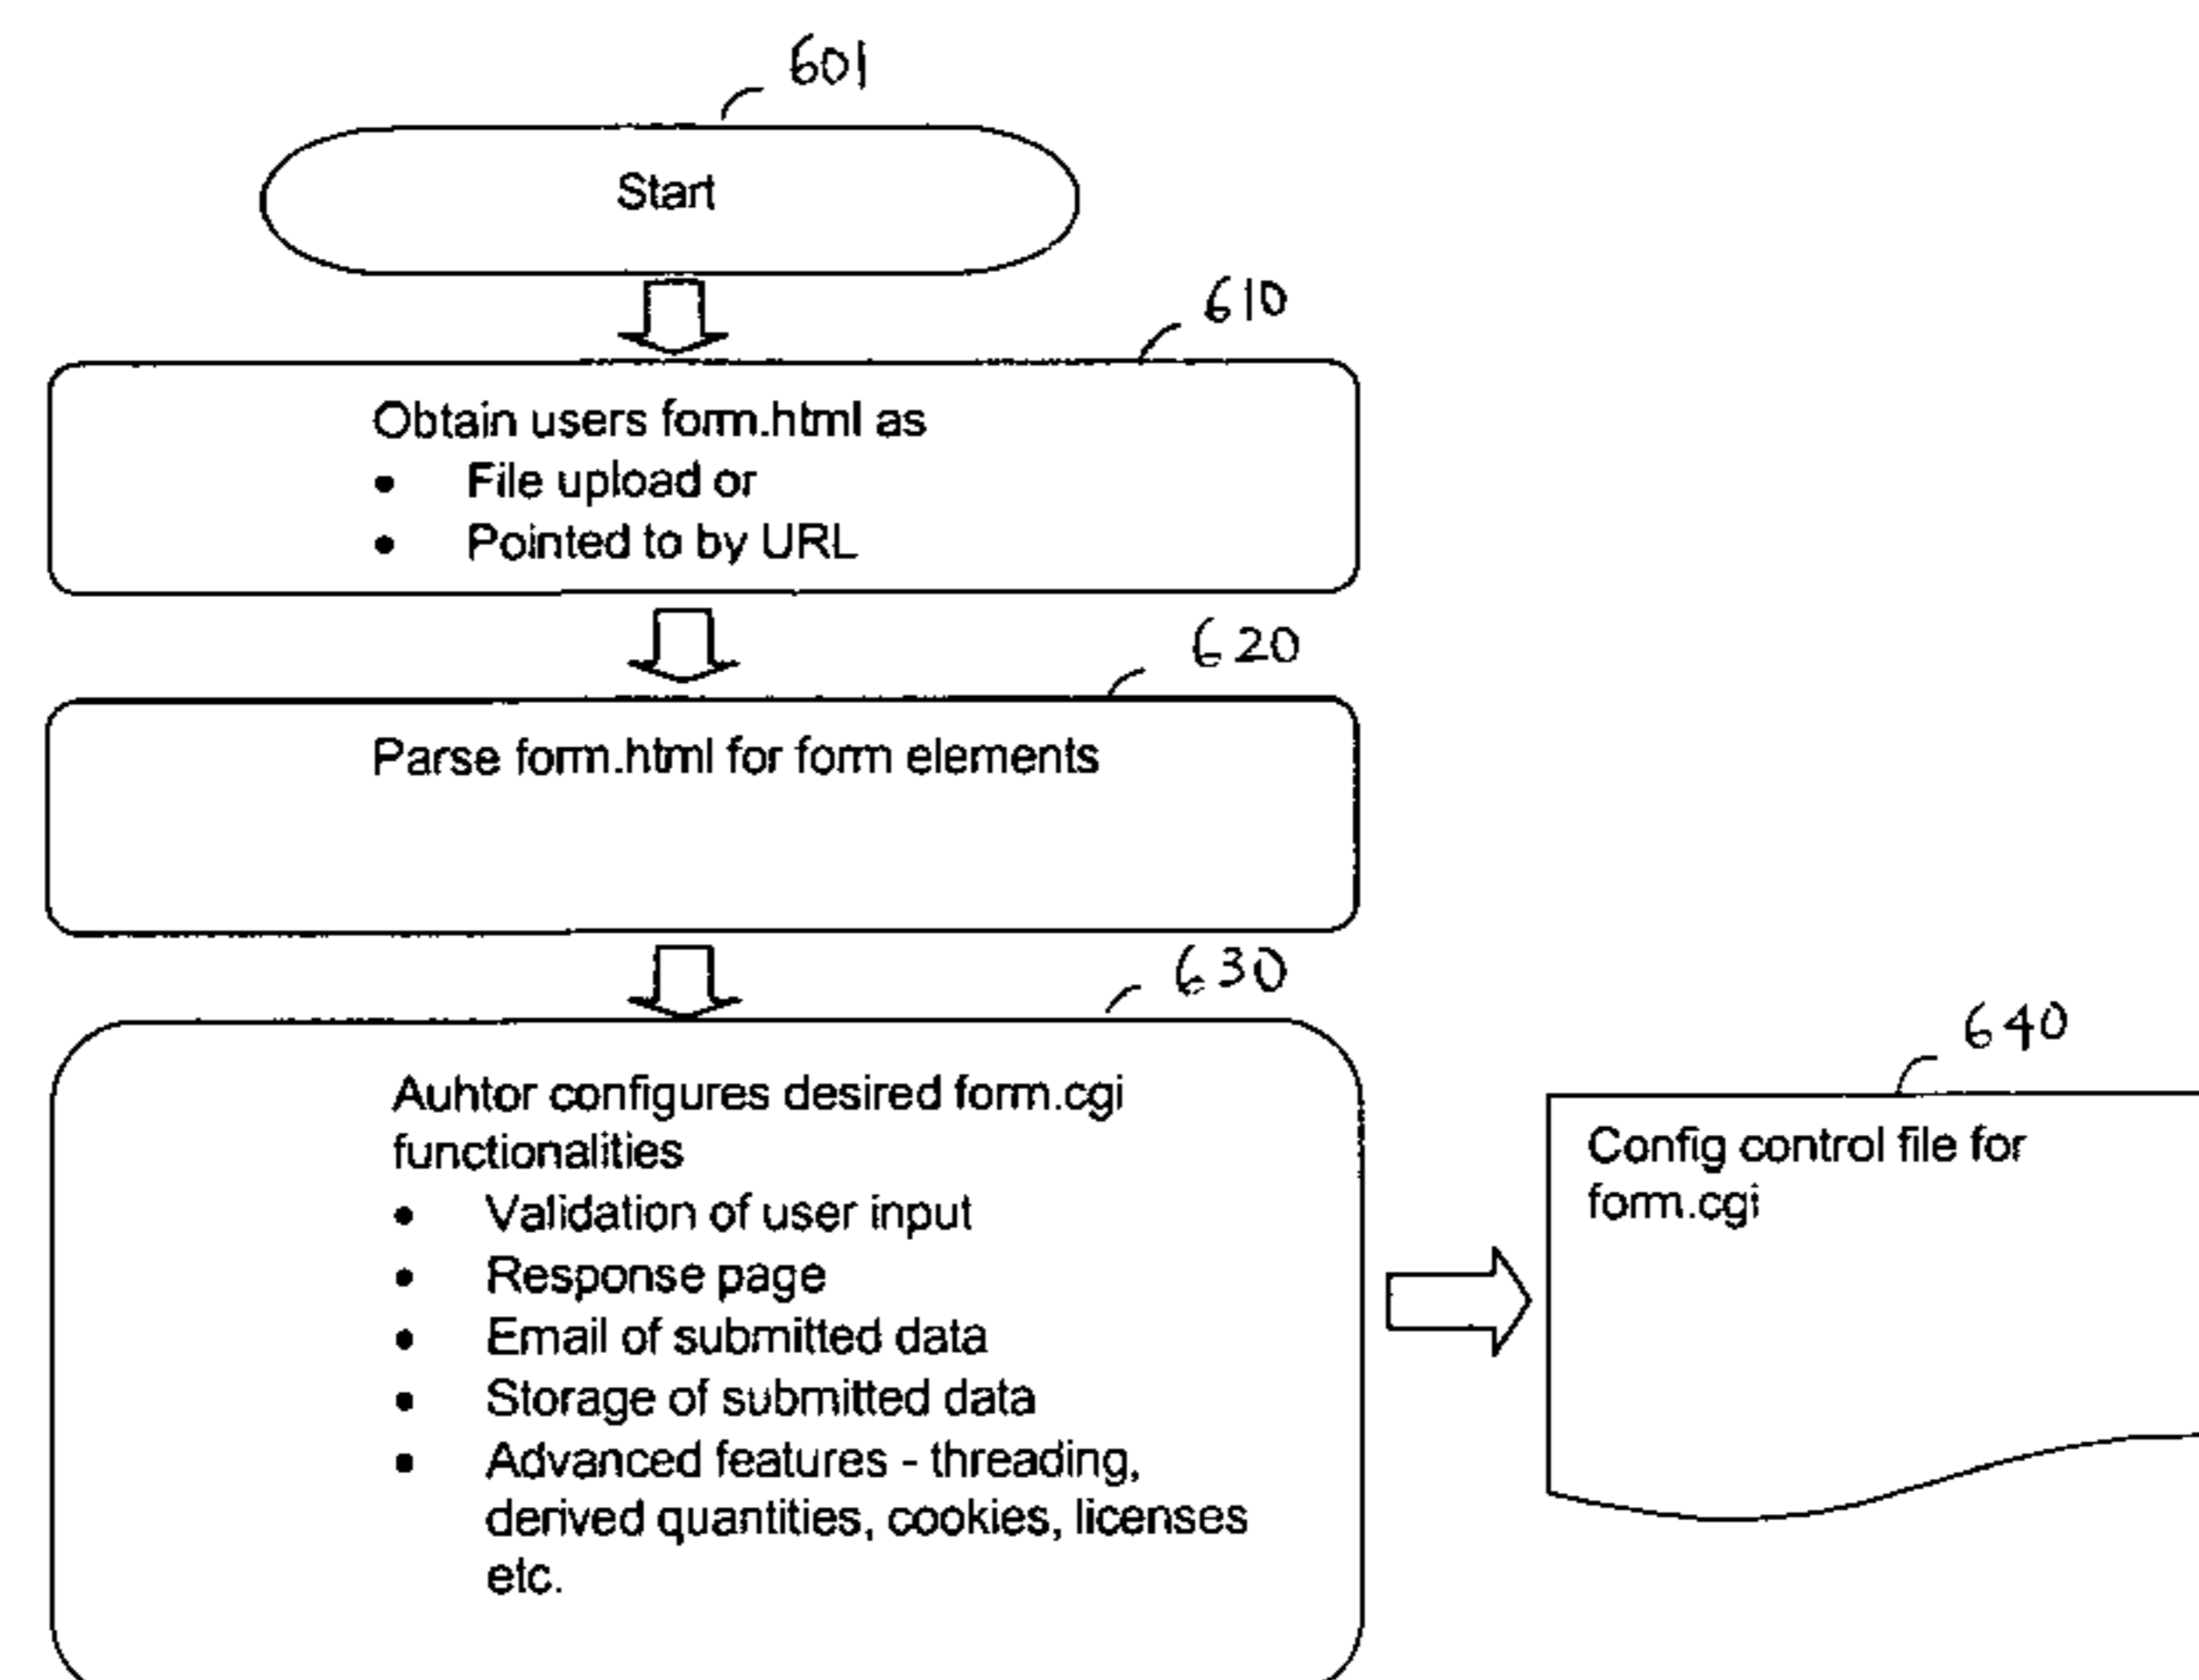 601
Start
610
Obtain users form.html as
• File upload or
• Pointed to by URL
620
Parse form.html for form elements
630
Auhtor configures desired form.cgi
functionalities
• Validation of user input
• Response page
• Email of submitted data
• Storage of submitted data
• Advanced features - threading,
derived quantities, cookies, licenses
etc.
640
Config control file for
form.cgi